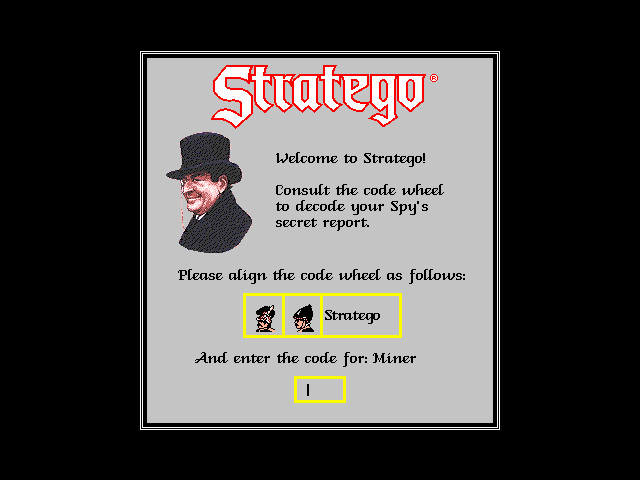 Stratego®
Welcome to Stratego!
Consult the code wheel
to decode your Spy's
secret report.
Please align the code wheel as follows:
Stratego
And enter the code for: Miner